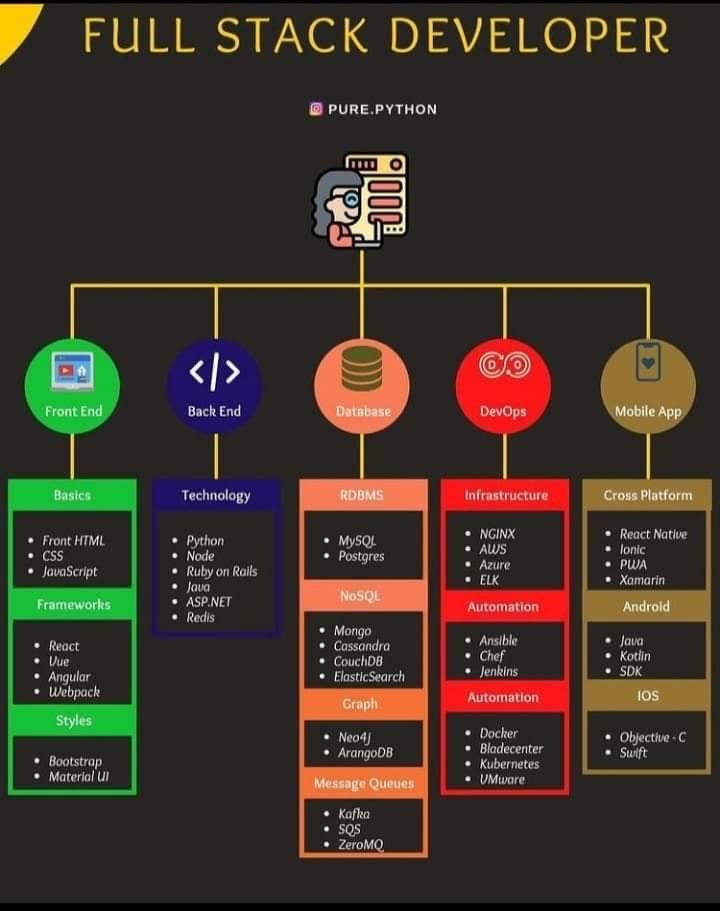 FULL STACK DEVELOPER
PURE.PYTHON
Front End
Basics
Front HTML
CSS
JavaScript
Frameworks
React
Vue
Angular
Webpack
Styles
Bootstrap
Material UI
</>
Back End
Technology
Python
Node
Ruby on Rails
Java
ASP.NET
Redis
Database
RDBMS
MySQL
Postgres
NoSQL
Mongo
Cassandra
CouchDB
ElasticSearch
Graph
Neo4j
ArangoDB
Message Queues
Kafka
SQS
ZeroMQ
D O
DevOps
Infrastructure
NGINX
AWS
Azure
ELK
Automation
Ansible
Chef
Jenkins
Automation
Docker
Bladecenter
Kubernetes
VMware
Mobile App
Cross Platform
React Native
Ionic
PWA
Xamarin
Android
Java
Kotlin
SDK
IOS
Objective - C
Swift